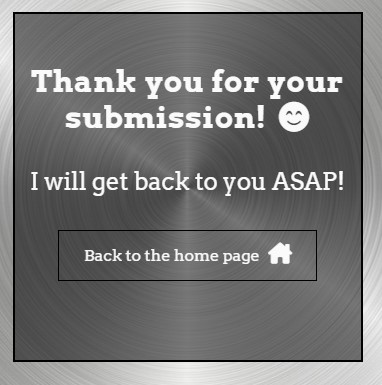 Thank you for your
submission!
I will get back to you ASAP!
Back to the home page